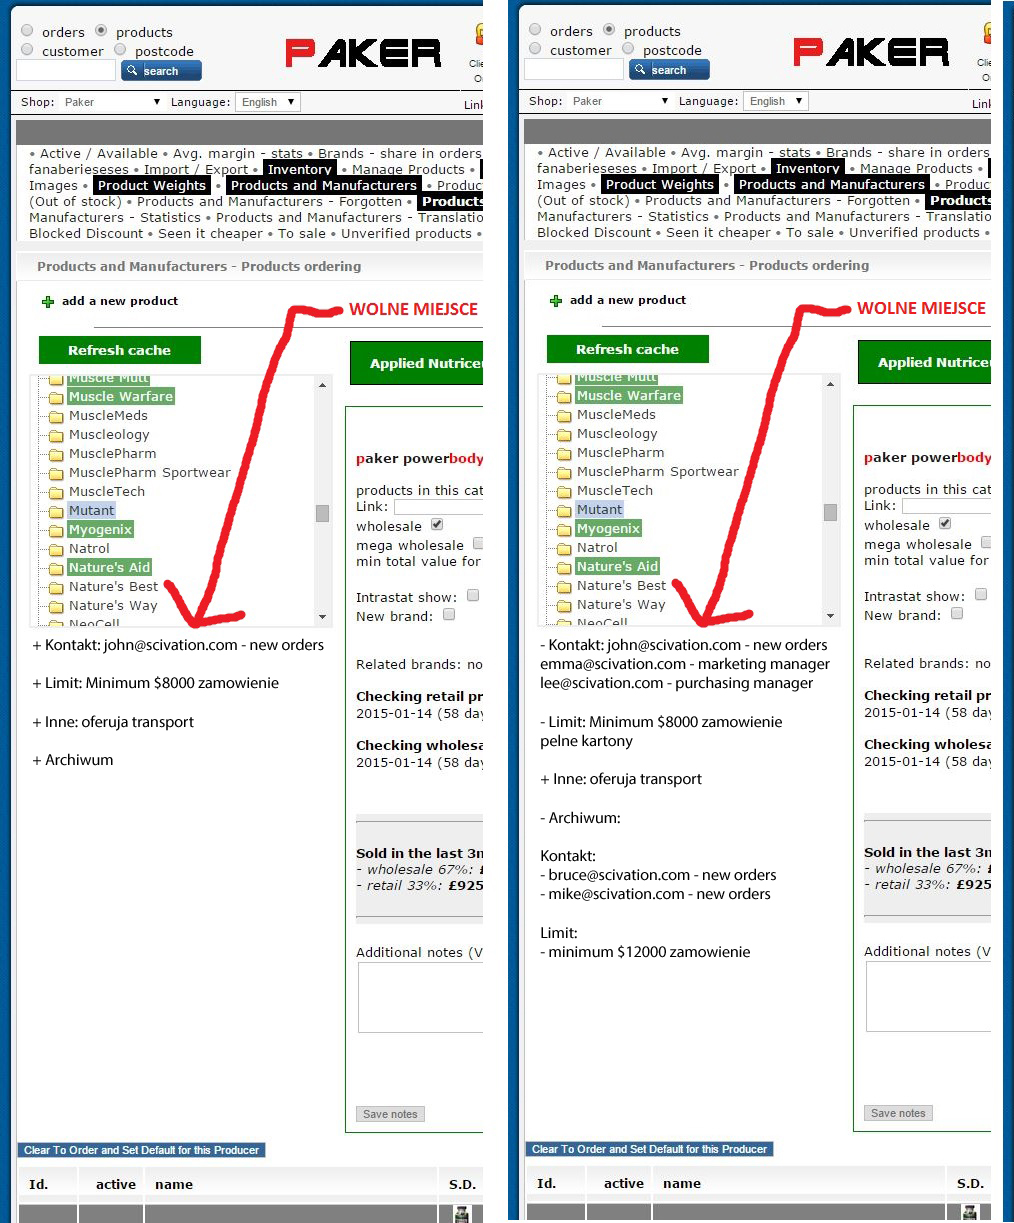 orders products
customer postcode
search
PAKER
Shop: Paker Language: English
Link
• Active / Available • Avg. margin - stats • Brands - share in orders
fanaberieseses • Import / Export • Inventory • Manage Products •
Images • Product Weights • Products and Manufacturers • Produc
(Out of stock) • Products and Manufacturers - Forgotten • Products
Manufacturers - Statistics • Products and Manufacturers - Translatio
Blocked Discount • Seen it cheaper • To sale • Unverified products •
Products and Manufacturers - Products ordering
add a new product
WOLNE MIEJSCE
Refresh cache
Applied Nutricer
Muscle Mutt
Muscle Warfare
MuscleMeds
Muscleology
MusclePharm
MusclePharm Sportwear
MuscleTech
Mutant
Myogenix
Natrol
Nature's Aid
Nature's Best
Nature's Way
NeoCell
paker powerbody
products in this cat
Link:
wholesale
mega wholesale
min total value for
Intrastat show:
New brand:
+ Kontakt: john@scivation.com - new orders
+ Limit: Minimum $8000 zamowienie
+ Inne: oferuja transport
+ Archiwum
Related brands: no
Checking retail pr
2015-01-14 (58 day
Checking wholesa
2015-01-14 (58 day
Sold in the last 3m
- wholesale 67%: £
- retail 33%: £925
Additional notes (V
Save notes
Clear To Order and Set Default for this Producer
Id. active name S.D.
orders products
customer postcode
search
PAKER
Shop: Paker Language: English
Link
• Active / Available • Avg. margin - stats • Brands - share in orders
fanaberieseses • Import / Export • Inventory • Manage Products •
Images • Product Weights • Products and Manufacturers • Produc
(Out of stock) • Products and Manufacturers - Forgotten • Products
Manufacturers - Statistics • Products and Manufacturers - Translatio
Blocked Discount • Seen it cheaper • To sale • Unverified products •
Products and Manufacturers - Products ordering
add a new product
WOLNE MIEJSCE
Refresh cache
Applied Nutricer
Muscle Mutt
Muscle Warfare
MuscleMeds
Muscleology
MusclePharm
MusclePharm Sportwear
MuscleTech
Mutant
Myogenix
Natrol
Nature's Aid
Nature's Best
Nature's Way
NeoCell
paker powerbody
products in this cat
Link:
wholesale
mega wholesale
min total value for
Intrastat show:
New brand:
- Kontakt: john@scivation.com - new orders
emma@scivation.com - marketing manager
lee@scivation.com - purchasing manager
- Limit: Minimum $8000 zamowienie
pelne kartony
+ Inne: oferuja transport
- Archiwum:
Kontakt:
- bruce@scivation.com - new orders
- mike@scivation.com - new orders
Limit:
- minimum $12000 zamowienie
Related brands: no
Checking retail pr
2015-01-14 (58 day
Checking wholesa
2015-01-14 (58 day
Sold in the last 3m
- wholesale 67%: £
- retail 33%: £925
Additional notes (V
Save notes
Clear To Order and Set Default for this Producer
Id. active name S.D.